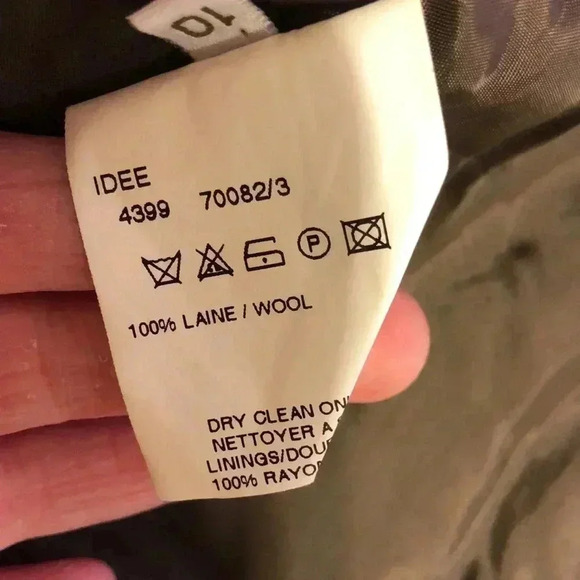 10
IDEE
4399 70082/3
P
100% LAINE / WOOL
DRY CLEAN ON
NETTOYER A
LININGS/DOU
100% RAYO